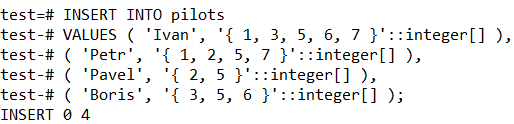 test=# INSERT INTO pilots
test-# VALUES ( 'Ivan', '{ 1, 3, 5, 6, 7 }'::integer[] ),
test-# ( 'Petr', '{ 1, 2, 5, 7 }'::integer[] ),
test-# ( 'Pavel', '{ 2, 5 }'::integer[] ),
test-# ( 'Boris', '{ 3, 5, 6 }'::integer[] );
INSERT 0 4